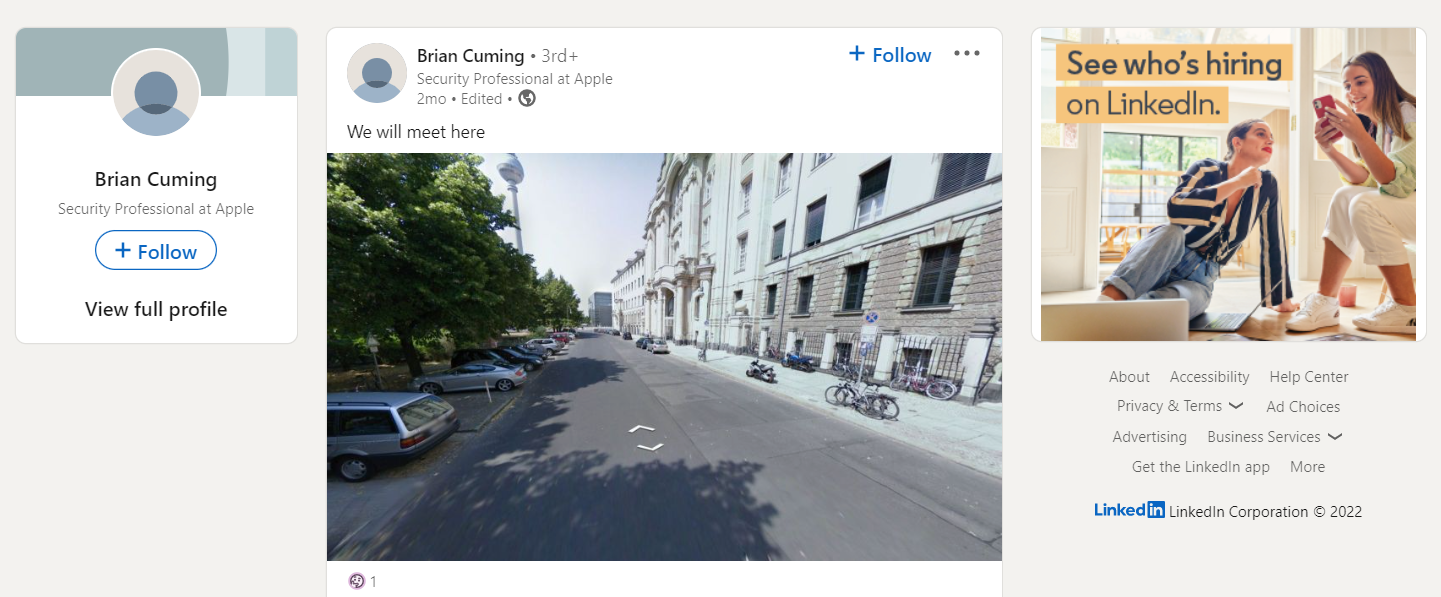 Brian Cuming
Security Professional at Apple
+ Follow
View full profile
Brian Cuming • 3rd+
Security Professional at Apple
2mo • Edited •
+ Follow
We will meet here
1
See who's hiring
on LinkedIn.
About Accessibility Help Center
Privacy & Terms Ad Choices
Advertising Business Services
Get the LinkedIn app More
LinkedIn LinkedIn Corporation © 2022